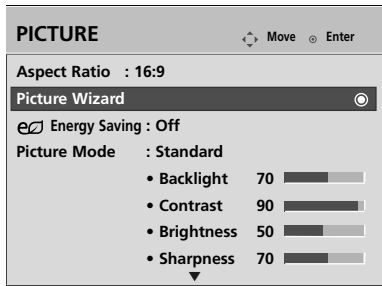 PICTURE Move Enter
Aspect Ratio : 16:9
Picture Wizard
Energy Saving : Off
Picture Mode : Standard
• Backlight 70
• Contrast 90
• Brightness 50
• Sharpness 70